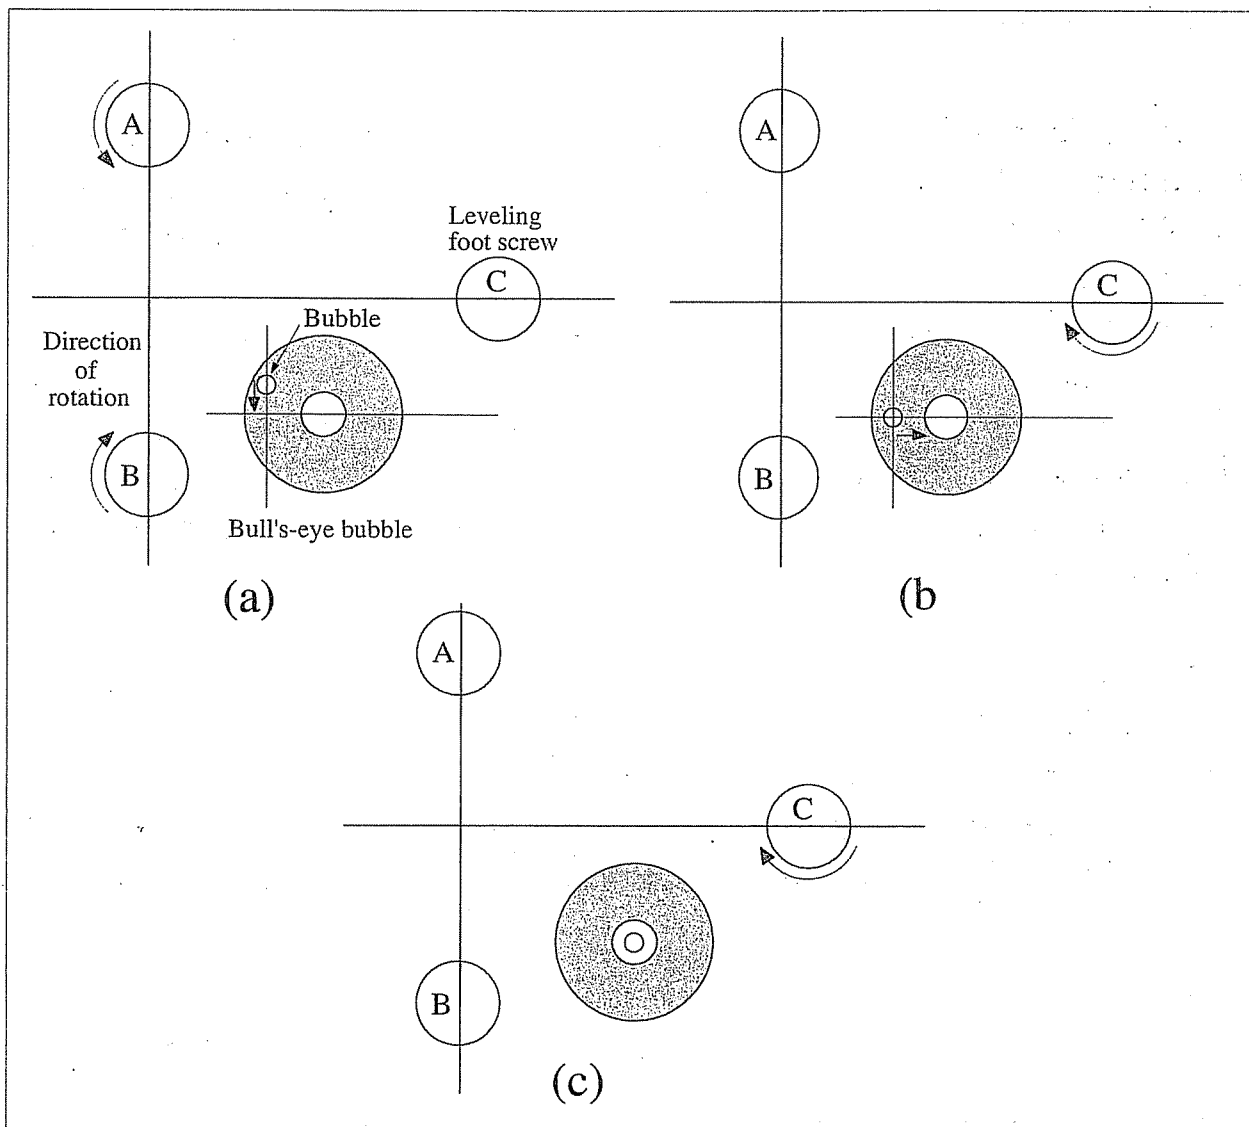 A
Leveling
foot screw
C
Bubble
Direction
of
rotation
B
Bull's-eye bubble
(a)
A
C
B
(b
A
C
B
(c)